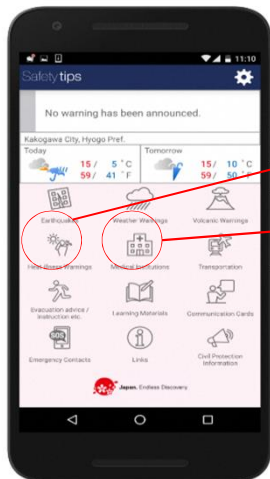 11:10
Safety tips
No warning has been announced.
Kakogawa City, Hyogo Pref.
Today Tomorrow
15/ 5 °C 15/ 10 °C
59/ 41 °F 59/ 50 °F
Earthquake Weather Warnings Volcanic Warnings
Heat Illness Warnings Medical Institutions Transportation
Evacuation advice / instruction etc. Learning Materials Communication Cards
SOS
Emergency Contacts Links Civil Protection Information
Japan. Endless Discovery.